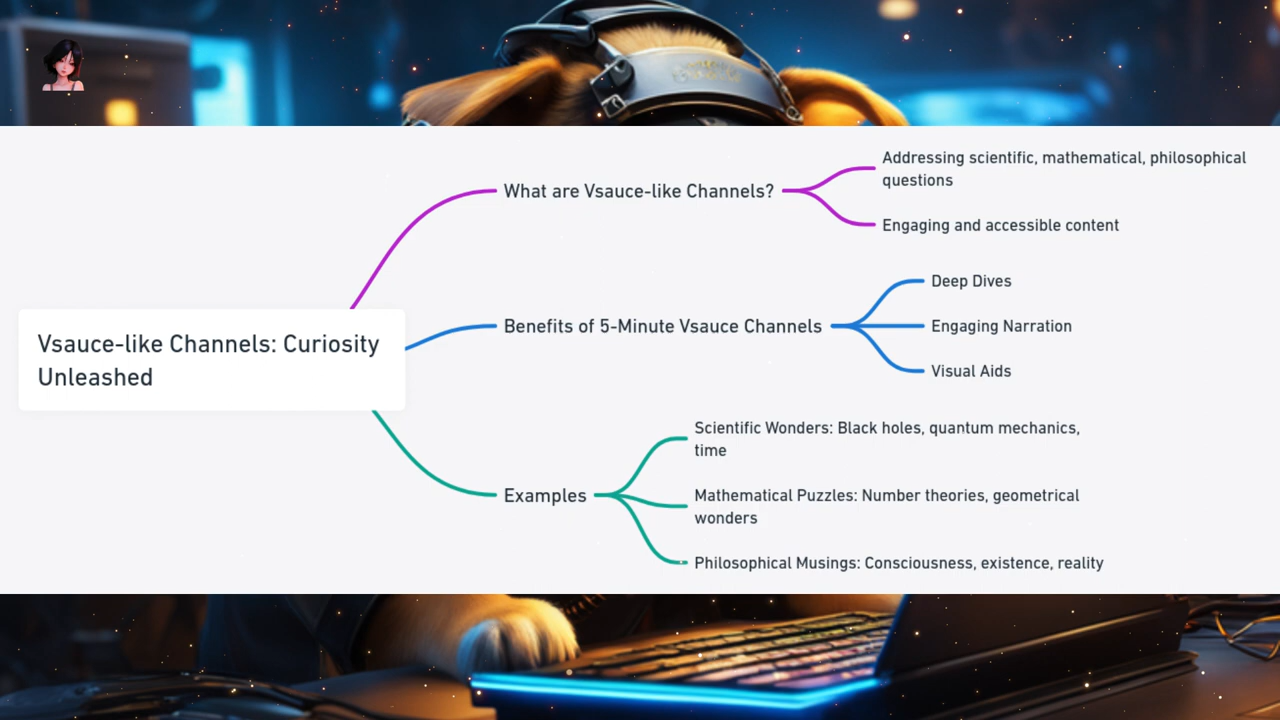 Vsauce-like Channels: Curiosity
Unleashed
What are Vsauce-like Channels?
Addressing scientific, mathematical, philosophical
questions
Engaging and accessible content
Benefits of 5-Minute Vsauce Channels
Deep Dives
Engaging Narration
Visual Aids
Examples
Scientific Wonders: Black holes, quantum mechanics,
time
Mathematical Puzzles: Number theories, geometrical
wonders
Philosophical Musings: Consciousness, existence, reality